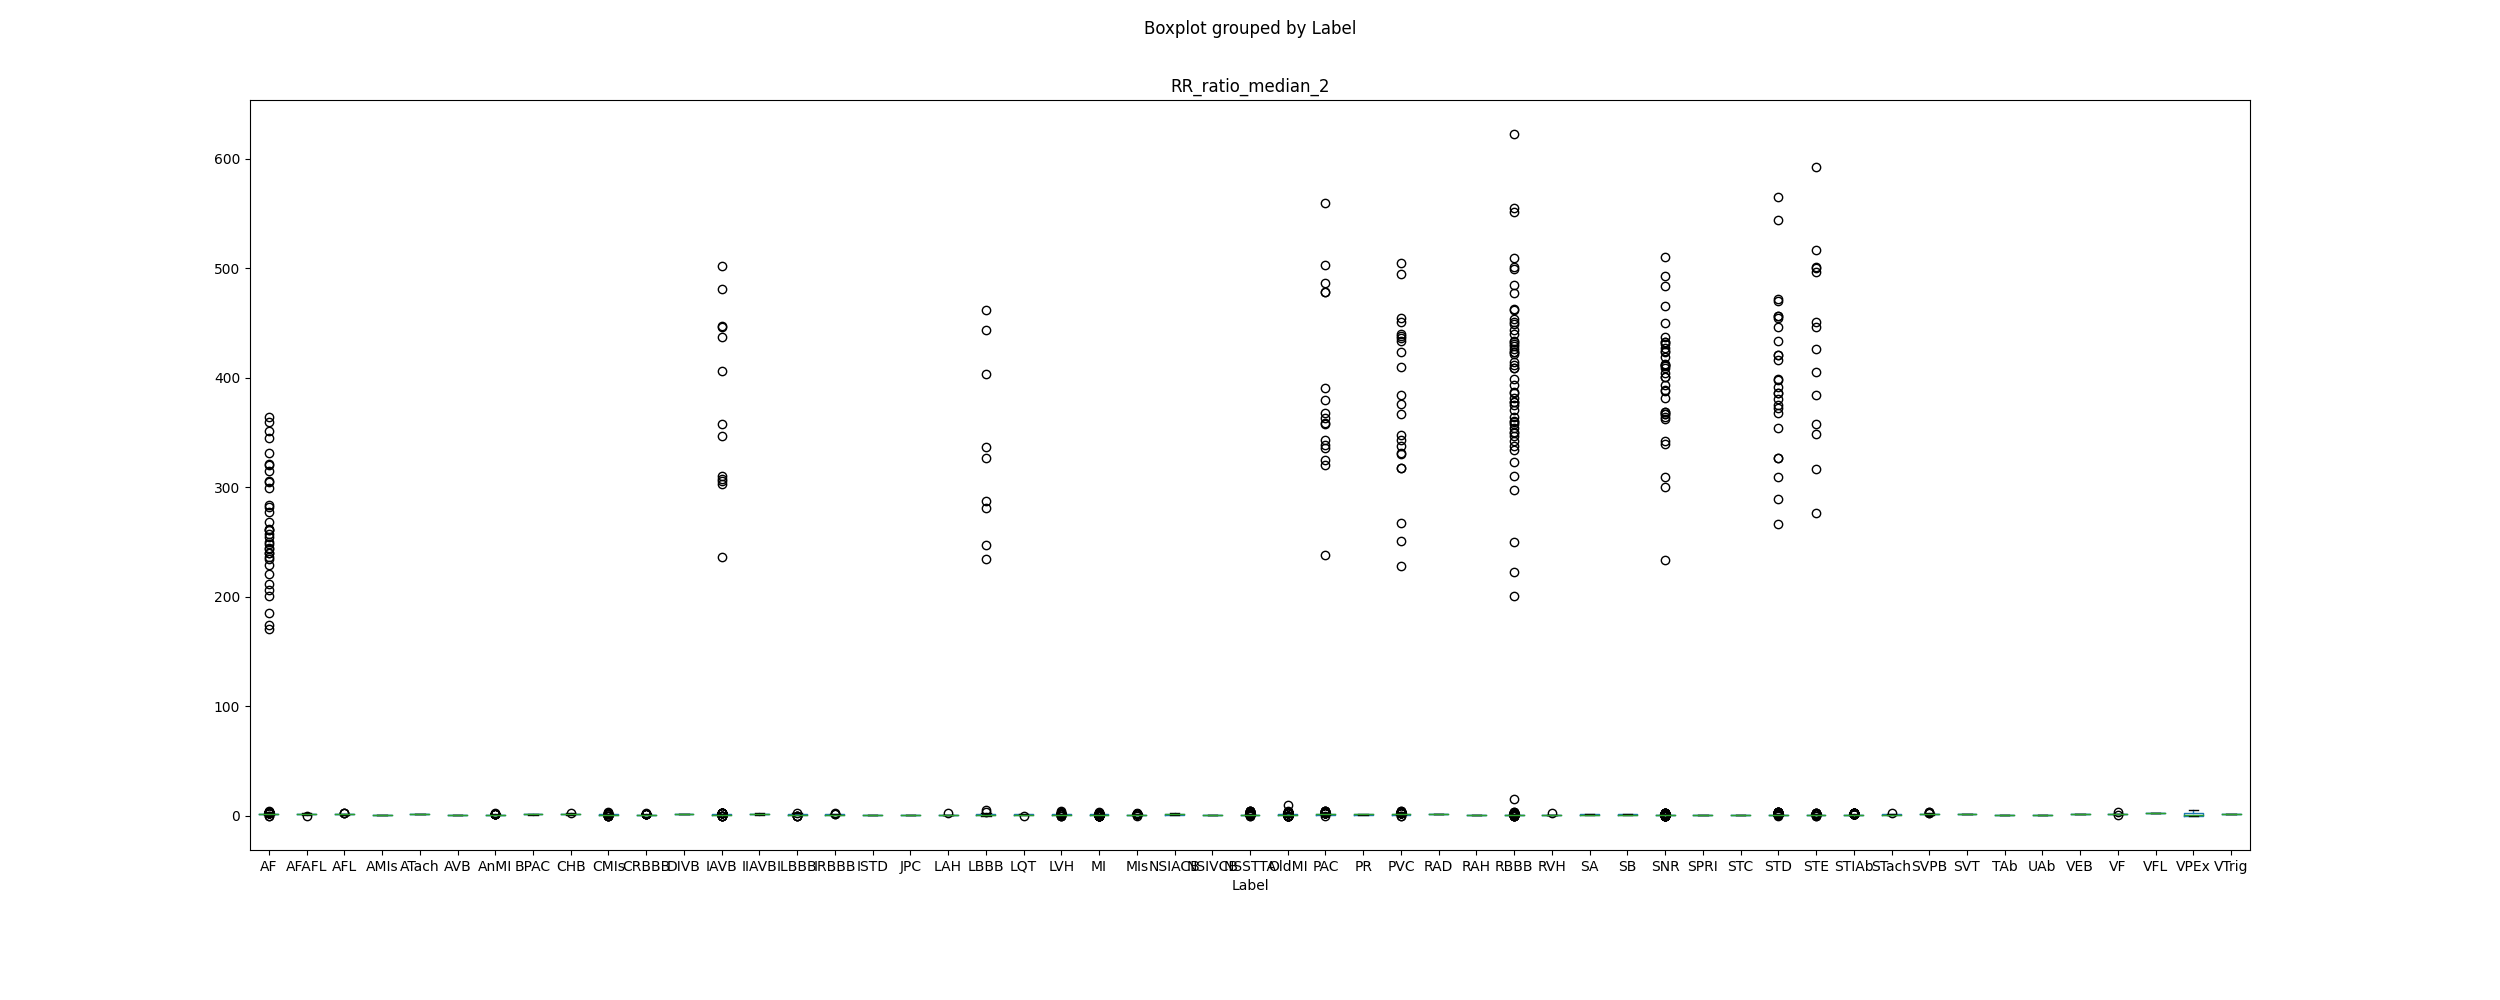 Boxplot grouped by Label
RR_ratio_median_2
600
500
400
300
200
100
0
AF AFAFL AFL AMIs ATach AVB AnMI BPAC CHB CMIs CRBBB DIVB IAVB IIAVBII ILBBB IRBBB ISTD JPC LAH LBBB LQT LVH MI MIs NSIACB NSIVCB NSSTTA OldMI PAC PR PVC RAD RAH RBBB RVH SA SB SNR SPRI STC STD STE STIAb STach SVPB SVT TAb UAb VEB VF VFL VPEx VTrig
Label